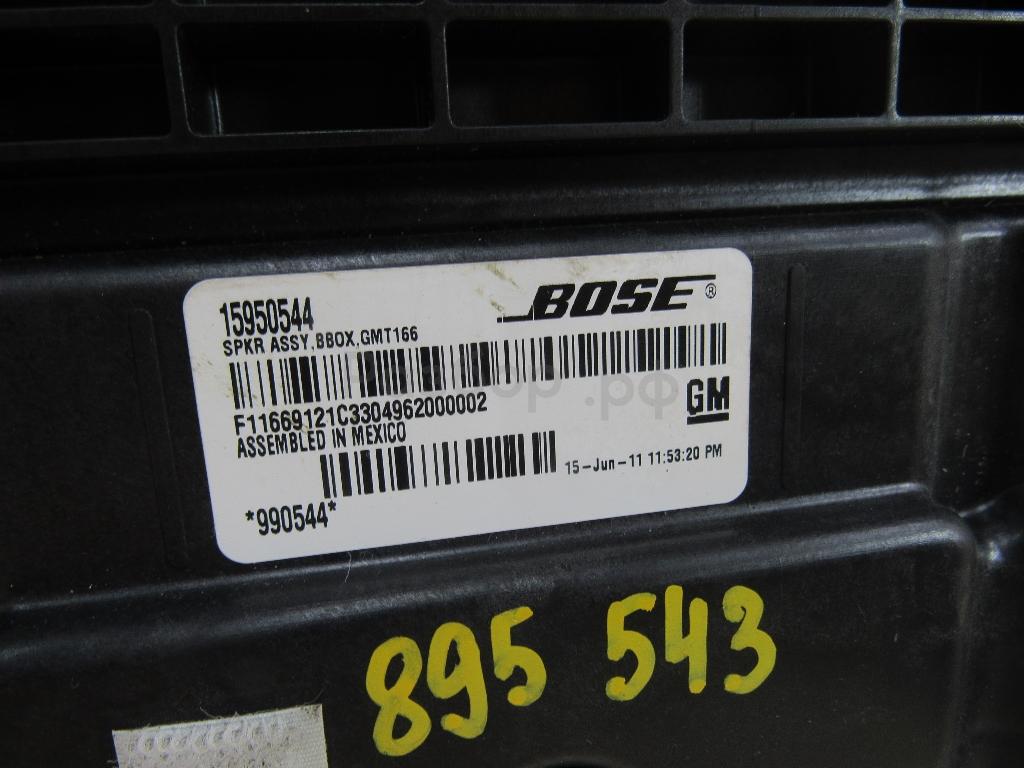 15950544
BOSE®
SPKR ASSY,BBOX,GMT166
F11669121C3304962000002
GM
ASSEMBLED IN MEXICO
15-Jun-11 11:53:20 PM
*990544*
895 543